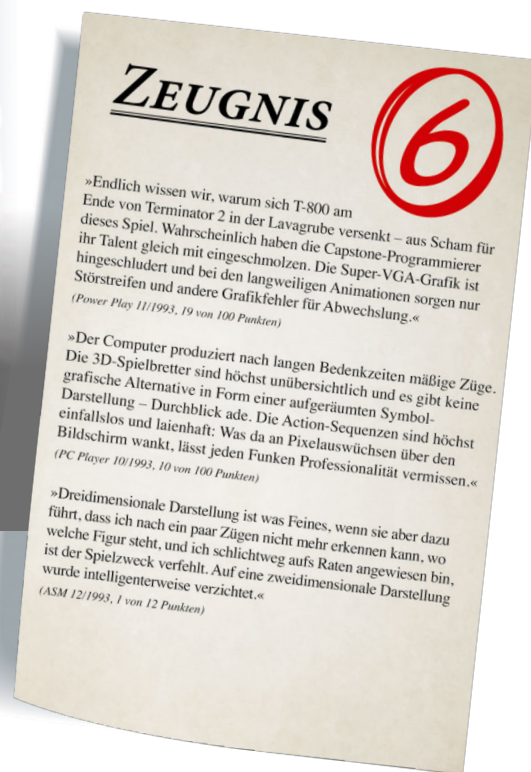 ZEUGNIS
6
»Endlich wissen wir, warum sich T-800 am
Ende von Terminator 2 in der Lavagrube versenkt – aus Scham für
dieses Spiel. Wahrscheinlich haben die Capstone-Programmierer
ihr Talent gleich mit eingeschmolzen. Die Super-VGA-Grafik ist
hingeschludert und bei den langweiligen Animationen sorgen nur
Störstreifen und andere Grafikfehler für Abwechslung.«
(Power Play 11/1993, 19 von 100 Punkten)
»Der Computer produziert nach langen Bedenkzeiten mäßige Züge.
Die 3D-Spielbretter sind höchst unübersichtlich und es gibt keine
grafische Alternative in Form einer aufgeräumten Symbol-
Darstellung – Durchblick ade. Die Action-Sequenzen sind höchst
einfallslos und laienhaft: Was da an Pixelauswüchsen über den
Bildschirm wankt, lässt jeden Funken Professionalität vermissen.«
(PC Player 10/1993, 10 von 100 Punkten)
»Dreidimensionale Darstellung ist was Feines, wenn sie aber dazu
führt, dass ich nach ein paar Zügen nicht mehr erkennen kann, wo
welche Figur steht, und ich schlichtweg aufs Raten angewiesen bin,
ist der Spielzweck verfehlt. Auf eine zweidimensionale Darstellung
wurde intelligenterweise verzichtet.«
(ASM 12/1993, 1 von 12 Punkten)